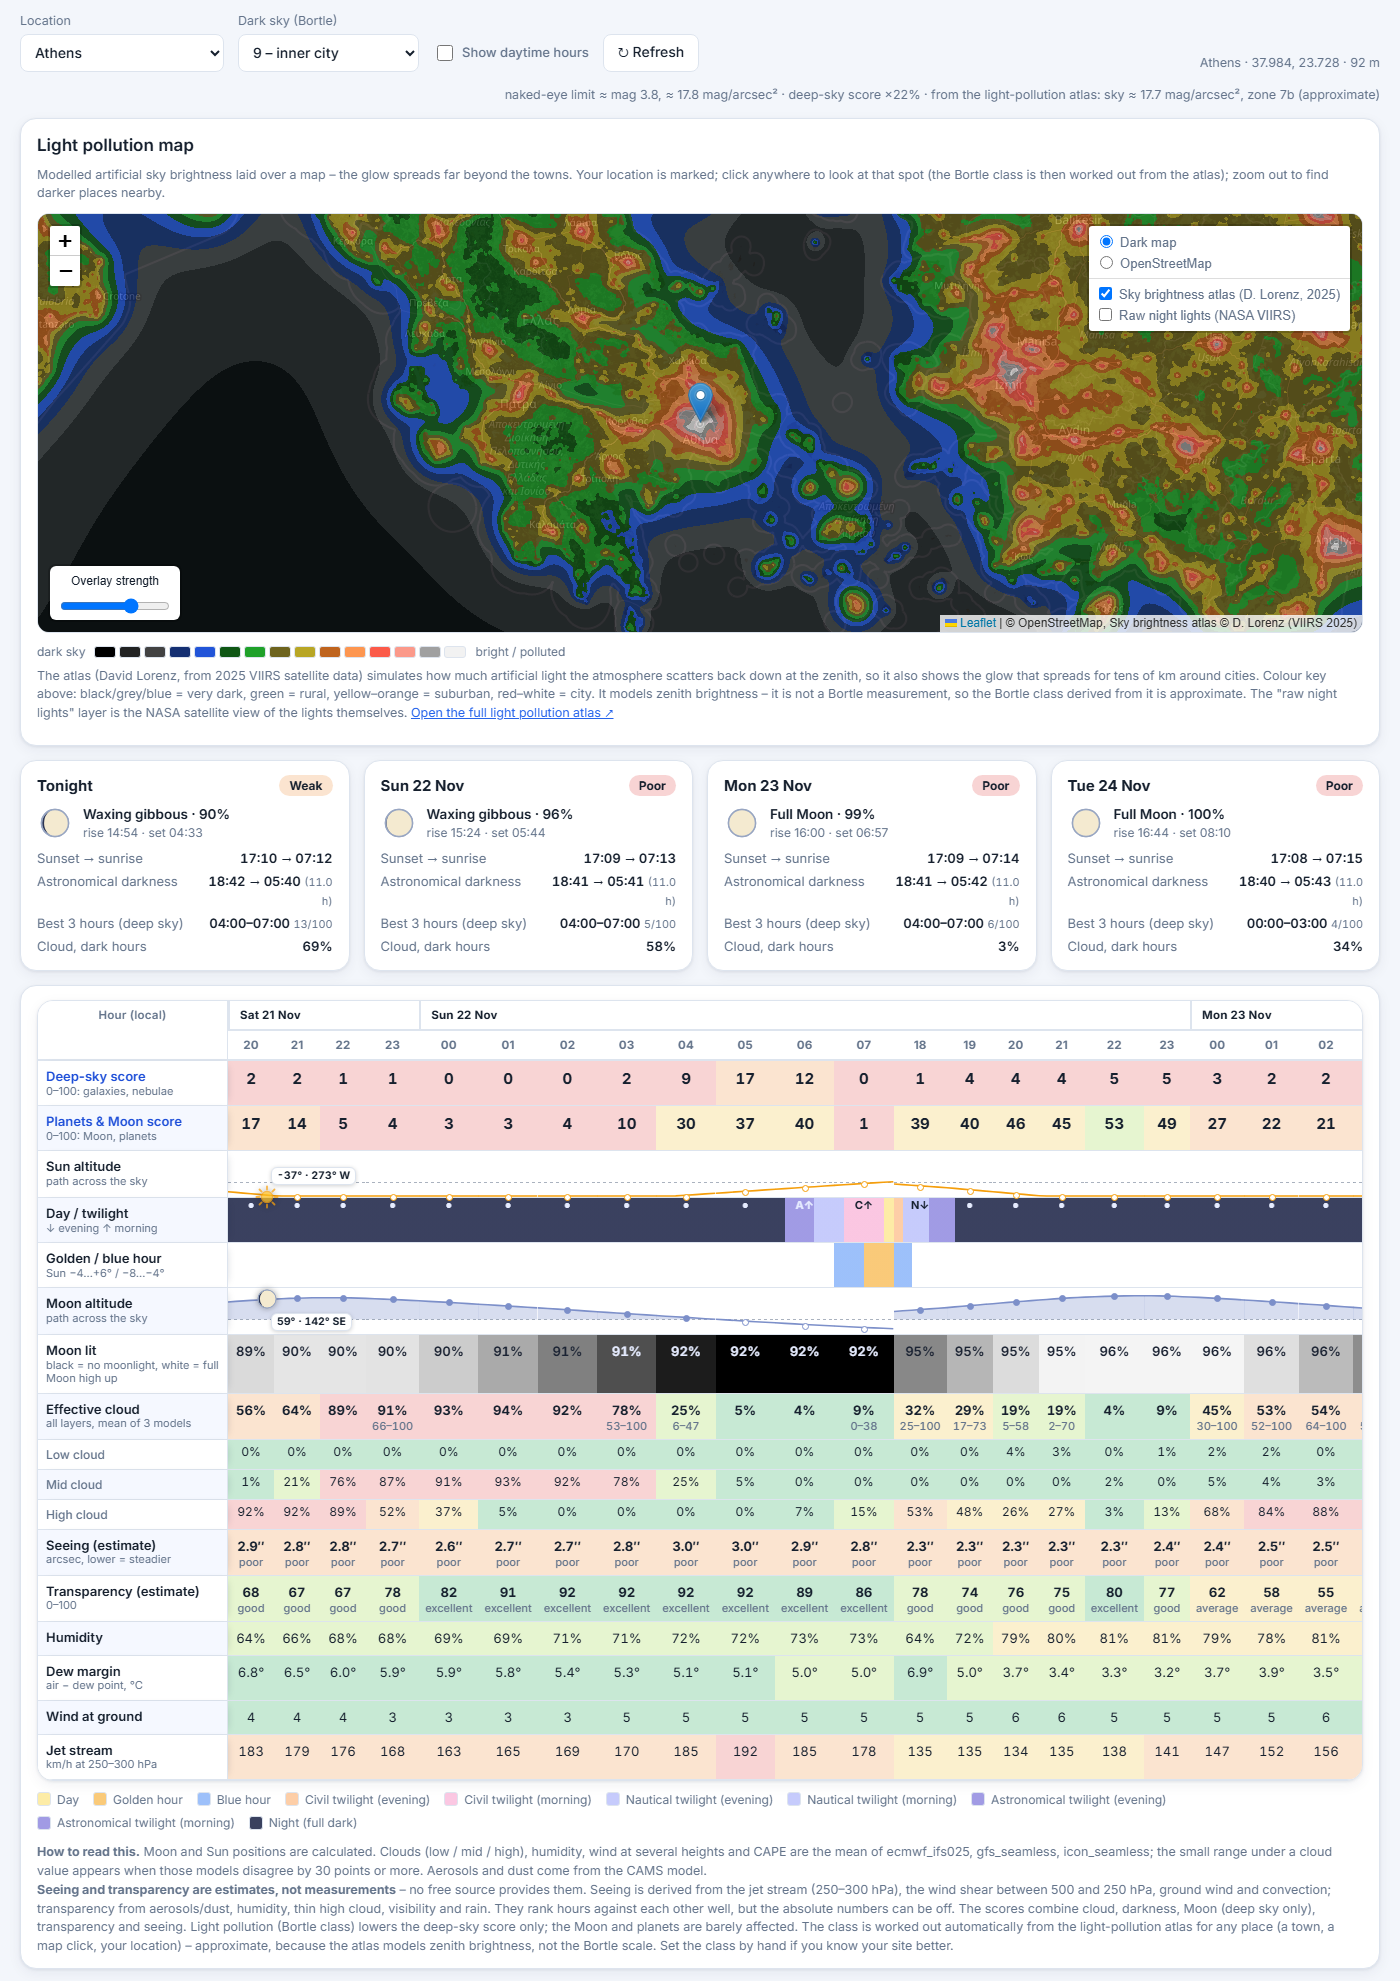 Location
Dark sky (Bortle)
Athens
9 – inner city
Show daytime hours
↻ Refresh
Athens · 37.984, 23.728 · 92 m
naked-eye limit ≈ mag 3.8, ≈ 17.8 mag/arcsec² · deep-sky score ×22% · from the light-pollution atlas: sky ≈ 17.7 mag/arcsec², zone 7b (approximate)
Light pollution map
Modelled artificial sky brightness laid over a map – the glow spreads far beyond the towns. Your location is marked; click anywhere to look at that spot (the Bortle class is then worked out from the atlas); zoom out to find
darker places nearby.
+
−
Dark map
OpenStreetMap
Sky brightness atlas (D. Lorenz, 2025)
Raw night lights (NASA VIIRS)
Crotone
Ελλάς
Πάτρα
Αθήνα
Καλαμάτα
Manisa
İzmir
Aydın
Isparta
Muğla
Antalya
Overlay strength
Leaflet | © OpenStreetMap, Sky brightness atlas © D. Lorenz (VIIRS 2025)
dark sky
bright / polluted
The atlas (David Lorenz, from 2025 VIIRS satellite data) simulates how much artificial light the atmosphere scatters back down at the zenith, so it also shows the glow that spreads for tens of km around cities. Colour key
above: black/grey/blue = very dark, green = rural, yellow–orange = suburban, red–white = city. It models zenith brightness – it is not a Bortle measurement, so the Bortle class derived from it is approximate. The "raw night
lights" layer is the NASA satellite view of the lights themselves. Open the full light pollution atlas ↗
Tonight Weak
Waxing gibbous · 90%
rise 14:54 · set 04:33
Sunset → sunrise 17:10 → 07:12
Astronomical darkness 18:42 → 05:40 (11.0
h)
Best 3 hours (deep sky) 04:00–07:00 13/100
Cloud, dark hours 69%
Sun 22 Nov Poor
Waxing gibbous · 96%
rise 15:24 · set 05:44
Sunset → sunrise 17:09 → 07:13
Astronomical darkness 18:41 → 05:41 (11.0
h)
Best 3 hours (deep sky) 04:00–07:00 5/100
Cloud, dark hours 58%
Mon 23 Nov Poor
Full Moon · 99%
rise 16:00 · set 06:57
Sunset → sunrise 17:09 → 07:14
Astronomical darkness 18:41 → 05:42 (11.0
h)
Best 3 hours (deep sky) 04:00–07:00 6/100
Cloud, dark hours 3%
Tue 24 Nov Poor
Full Moon · 100%
rise 16:44 · set 08:10
Sunset → sunrise 17:08 → 07:15
Astronomical darkness 18:40 → 05:43 (11.0
h)
Best 3 hours (deep sky) 00:00–03:00 4/100
Cloud, dark hours 34%
Hour (local) Sat 21 Nov Sun 22 Nov Mon 23 Nov
20 21 22 23 00 01 02 03 04 05 06 07 18 19 20 21 22 23 00 01 02
Deep-sky score 2 2 1 1 0 0 0 2 9 17 12 0 1 4 4 4 5 5 3 2 2
0–100: galaxies, nebulae
Planets & Moon score 17 14 5 4 3 3 4 10 30 37 40 1 39 40 46 45 53 49 27 22 21
0–100: Moon, planets
Sun altitude
path across the sky
-37° · 273° W
Day / twilight A↑ C↑ N↓
↓ evening ↑ morning
Golden / blue hour
Sun −4…+6° / −8…−4°
Moon altitude
path across the sky
59° · 142° SE
Moon lit 89% 90% 90% 90% 90% 91% 91% 91% 92% 92% 92% 92% 95% 95% 95% 95% 96% 96% 96% 96% 96%
black = no moonlight, white = full
Moon high up
Effective cloud 56% 64% 89% 91% 93% 94% 92% 78% 25% 5% 4% 9% 32% 29% 19% 19% 4% 9% 45% 53% 54%
all layers, mean of 3 models 66–100 53–100 6–47 0–38 25–100 17–73 5–58 2–70 30–100 52–100 64–100
Low cloud 0% 0% 0% 0% 0% 0% 0% 0% 0% 0% 0% 0% 0% 0% 4% 3% 0% 1% 2% 2% 0%
Mid cloud 1% 21% 76% 87% 91% 93% 92% 78% 25% 5% 0% 0% 0% 0% 0% 0% 2% 0% 5% 4% 3%
High cloud 92% 92% 89% 52% 37% 5% 0% 0% 0% 0% 7% 15% 53% 48% 26% 27% 3% 13% 68% 84% 88%
Seeing (estimate) 2.9″ 2.8″ 2.8″ 2.7″ 2.6″ 2.7″ 2.7″ 2.8″ 3.0″ 3.0″ 2.9″ 2.8″ 2.3″ 2.3″ 2.3″ 2.3″ 2.3″ 2.4″ 2.4″ 2.5″ 2.5″
arcsec, lower = steadier poor poor poor poor poor poor poor poor poor poor poor poor poor poor poor poor poor poor poor poor poor
Transparency (estimate) 68 67 67 78 82 91 92 92 92 92 89 86 78 74 76 75 80 77 62 58 55
0–100 good good good good excellent excellent excellent excellent excellent excellent excellent excellent good good good good excellent good average average average
Humidity 64% 66% 68% 68% 69% 69% 71% 71% 72% 72% 73% 73% 64% 72% 79% 80% 81% 81% 79% 78% 81%
Dew margin 6.8° 6.5° 6.0° 5.9° 5.9° 5.8° 5.4° 5.3° 5.1° 5.1° 5.0° 5.0° 6.9° 5.0° 3.7° 3.4° 3.3° 3.2° 3.7° 3.9° 3.5°
air − dew point, °C
Wind at ground 4 4 4 3 3 3 3 5 5 5 5 5 5 5 6 6 5 5 5 5 6
Jet stream 183 179 176 168 163 165 169 170 185 192 185 178 135 135 134 135 138 141 147 152 156
km/h at 250–300 hPa
Day Golden hour Blue hour Civil twilight (evening) Civil twilight (morning) Nautical twilight (evening) Nautical twilight (morning) Astronomical twilight (evening)
Astronomical twilight (morning) Night (full dark)
How to read this. Moon and Sun positions are calculated. Clouds (low / mid / high), humidity, wind at several heights and CAPE are the mean of ecmwf_ifs025, gfs_seamless, icon_seamless; the small range under a cloud
value appears when those models disagree by 30 points or more. Aerosols and dust come from the CAMS model.
Seeing and transparency are estimates, not measurements – no free source provides them. Seeing is derived from the jet stream (250–300 hPa), the wind shear between 500 and 250 hPa, ground wind and convection;
transparency from aerosols/dust, humidity, thin high cloud, visibility and rain. They rank hours against each other well, but the absolute numbers can be off. The scores combine cloud, darkness, Moon (deep sky only),
transparency and seeing. Light pollution (Bortle class) lowers the deep-sky score only; the Moon and planets are barely affected. The class is worked out automatically from the light-pollution atlas for any place (a town, a
map click, your location) – approximate, because the atlas models zenith brightness, not the Bortle scale. Set the class by hand if you know your site better.